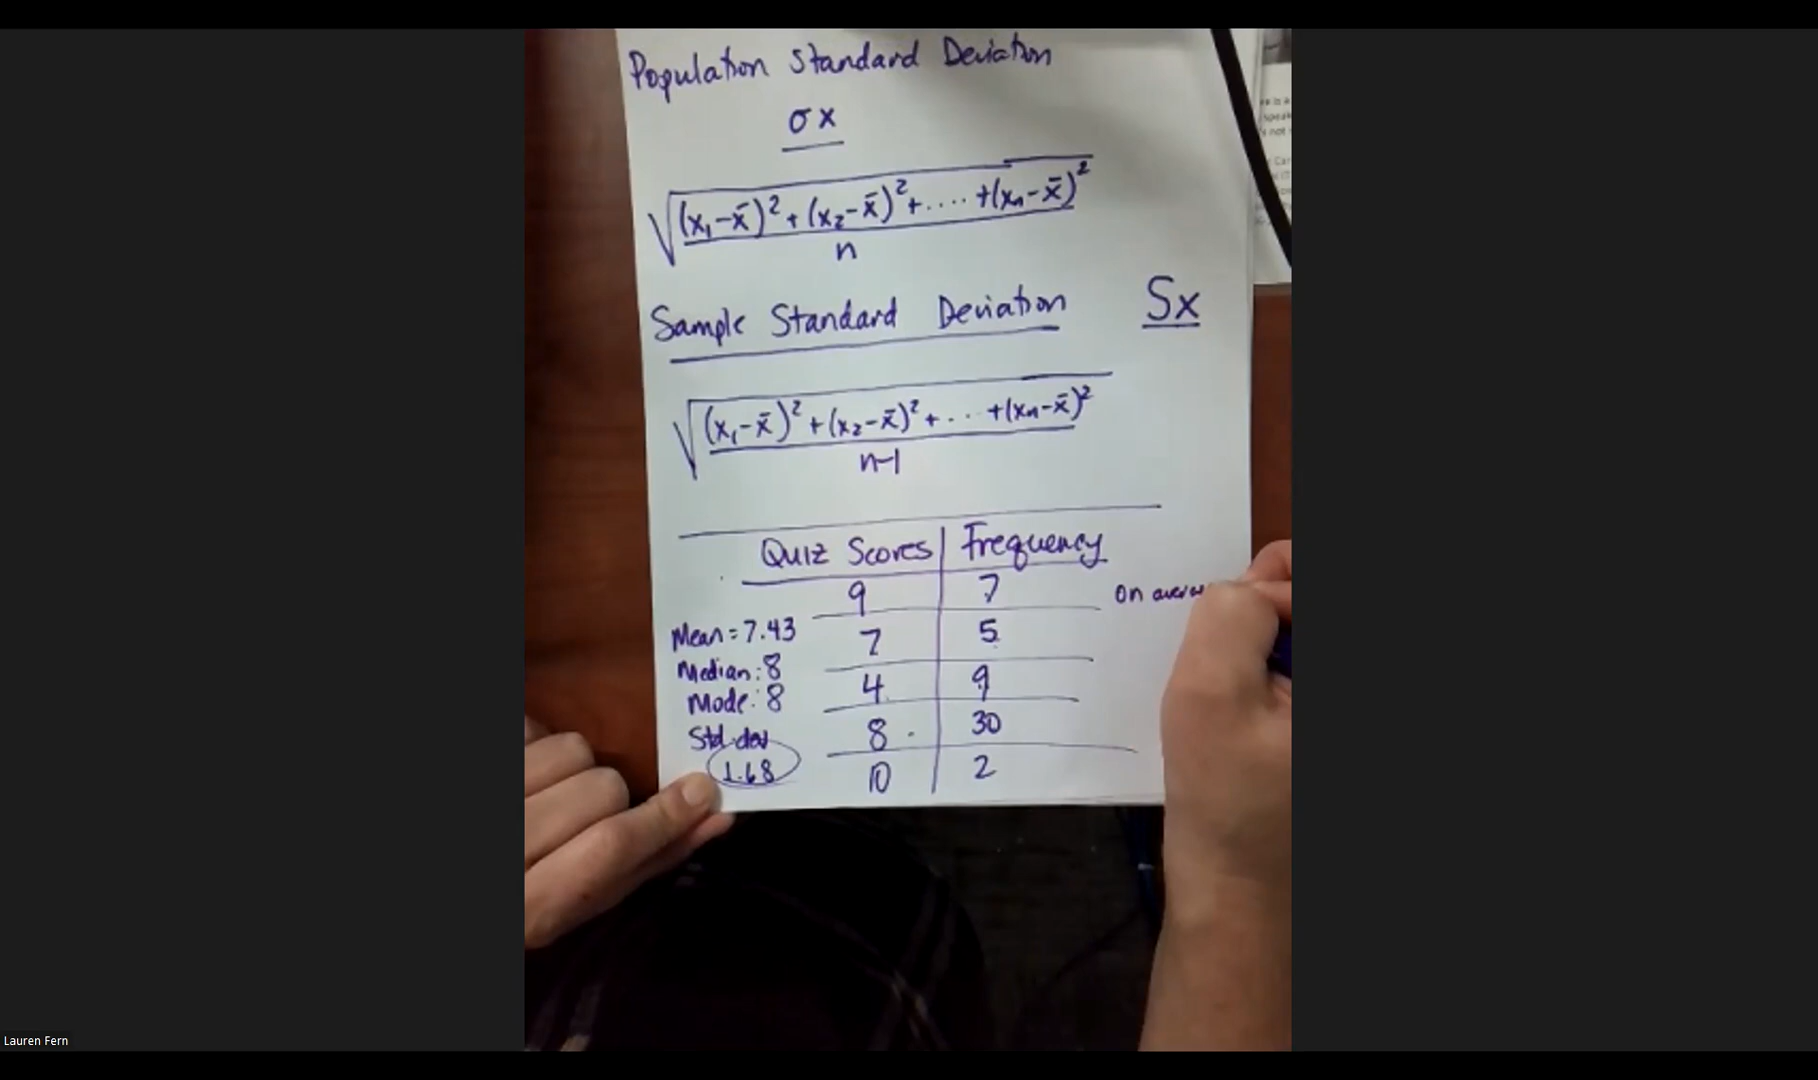 Population Standard Deviation
σx
√((x₁-x̄)²+(x₂-x̄)²+....+(xₙ-x̄)²
n
Sample Standard Deviation Sx
√((x₁-x̄)²+(x₂-x̄)²+...+(xₙ-x̄)²
n-1
Quiz Scores | Frequency
9 7
On
Mean=7.43 7 5
Median:8
Mode:8 4 9
Std.dev 8 30
1.68 10 2
Lauren Fern